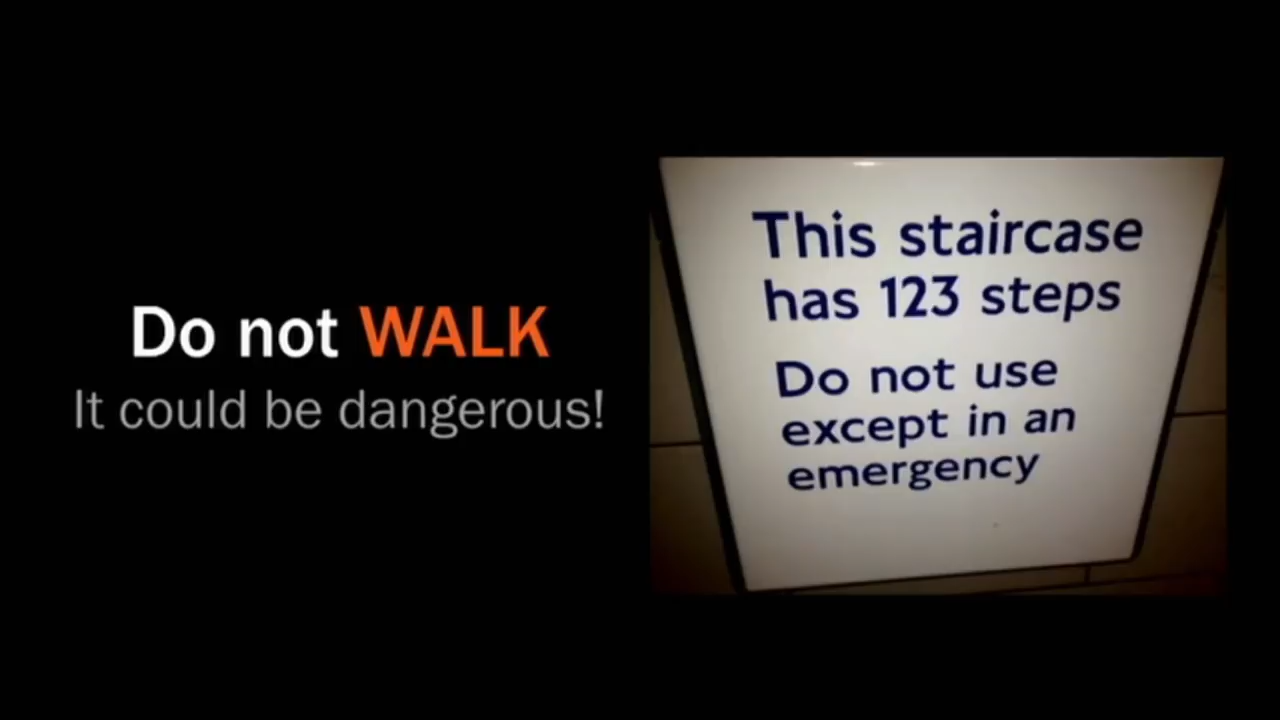 Do not WALK
It could be dangerous!
This staircase
has 123 steps
Do not use
except in an
emergency